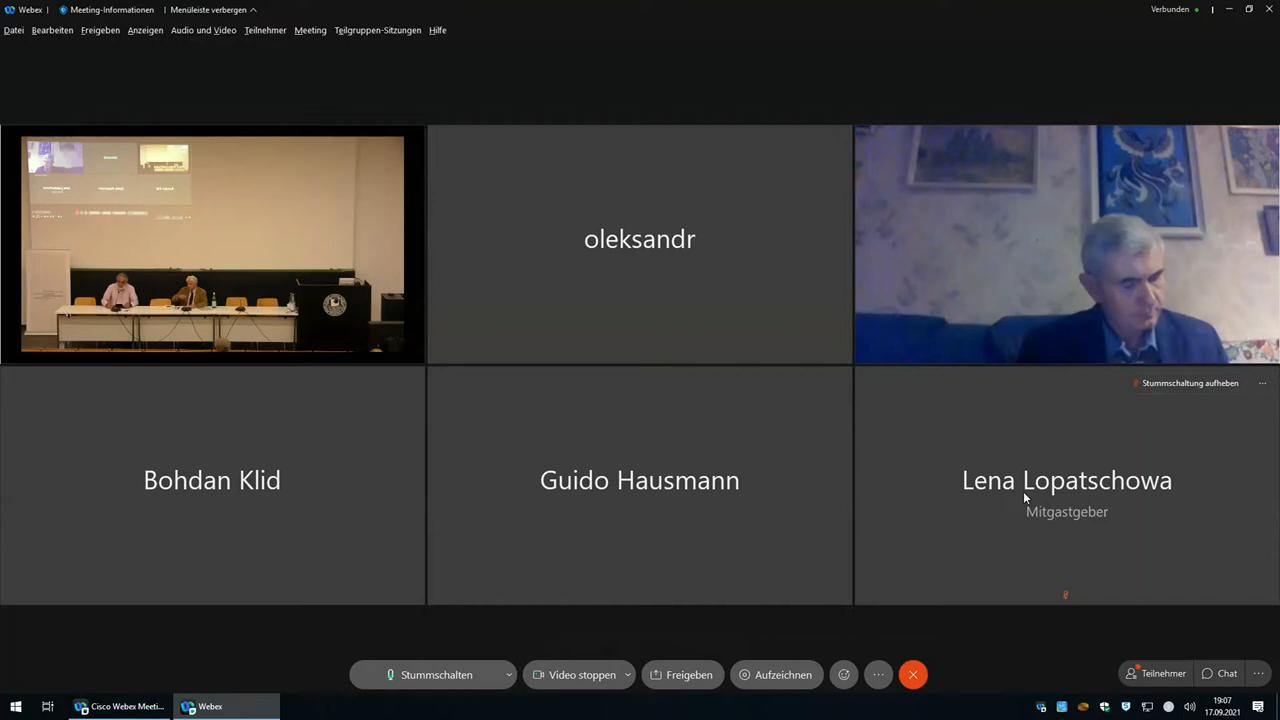 Webex
Meeting-Informationen
Menüleiste verbergen
Verbunden
Datei
Bearbeiten
Freigeben
Anzeigen
Audio und Video
Teilnehmer
Meeting
Teilgruppen-Sitzungen
Hilfe
oleksandr
Bohdan Klid
Guido Hausmann
Stummschaltung aufheben
Lena Lopatschowa
Mitgastgeber
Stummschalten
Video stoppen
Freigeben
Aufzeichnen
Teilnehmer
Chat
Cisco Webex Meeti...
Webex
19:07
17.09.2021